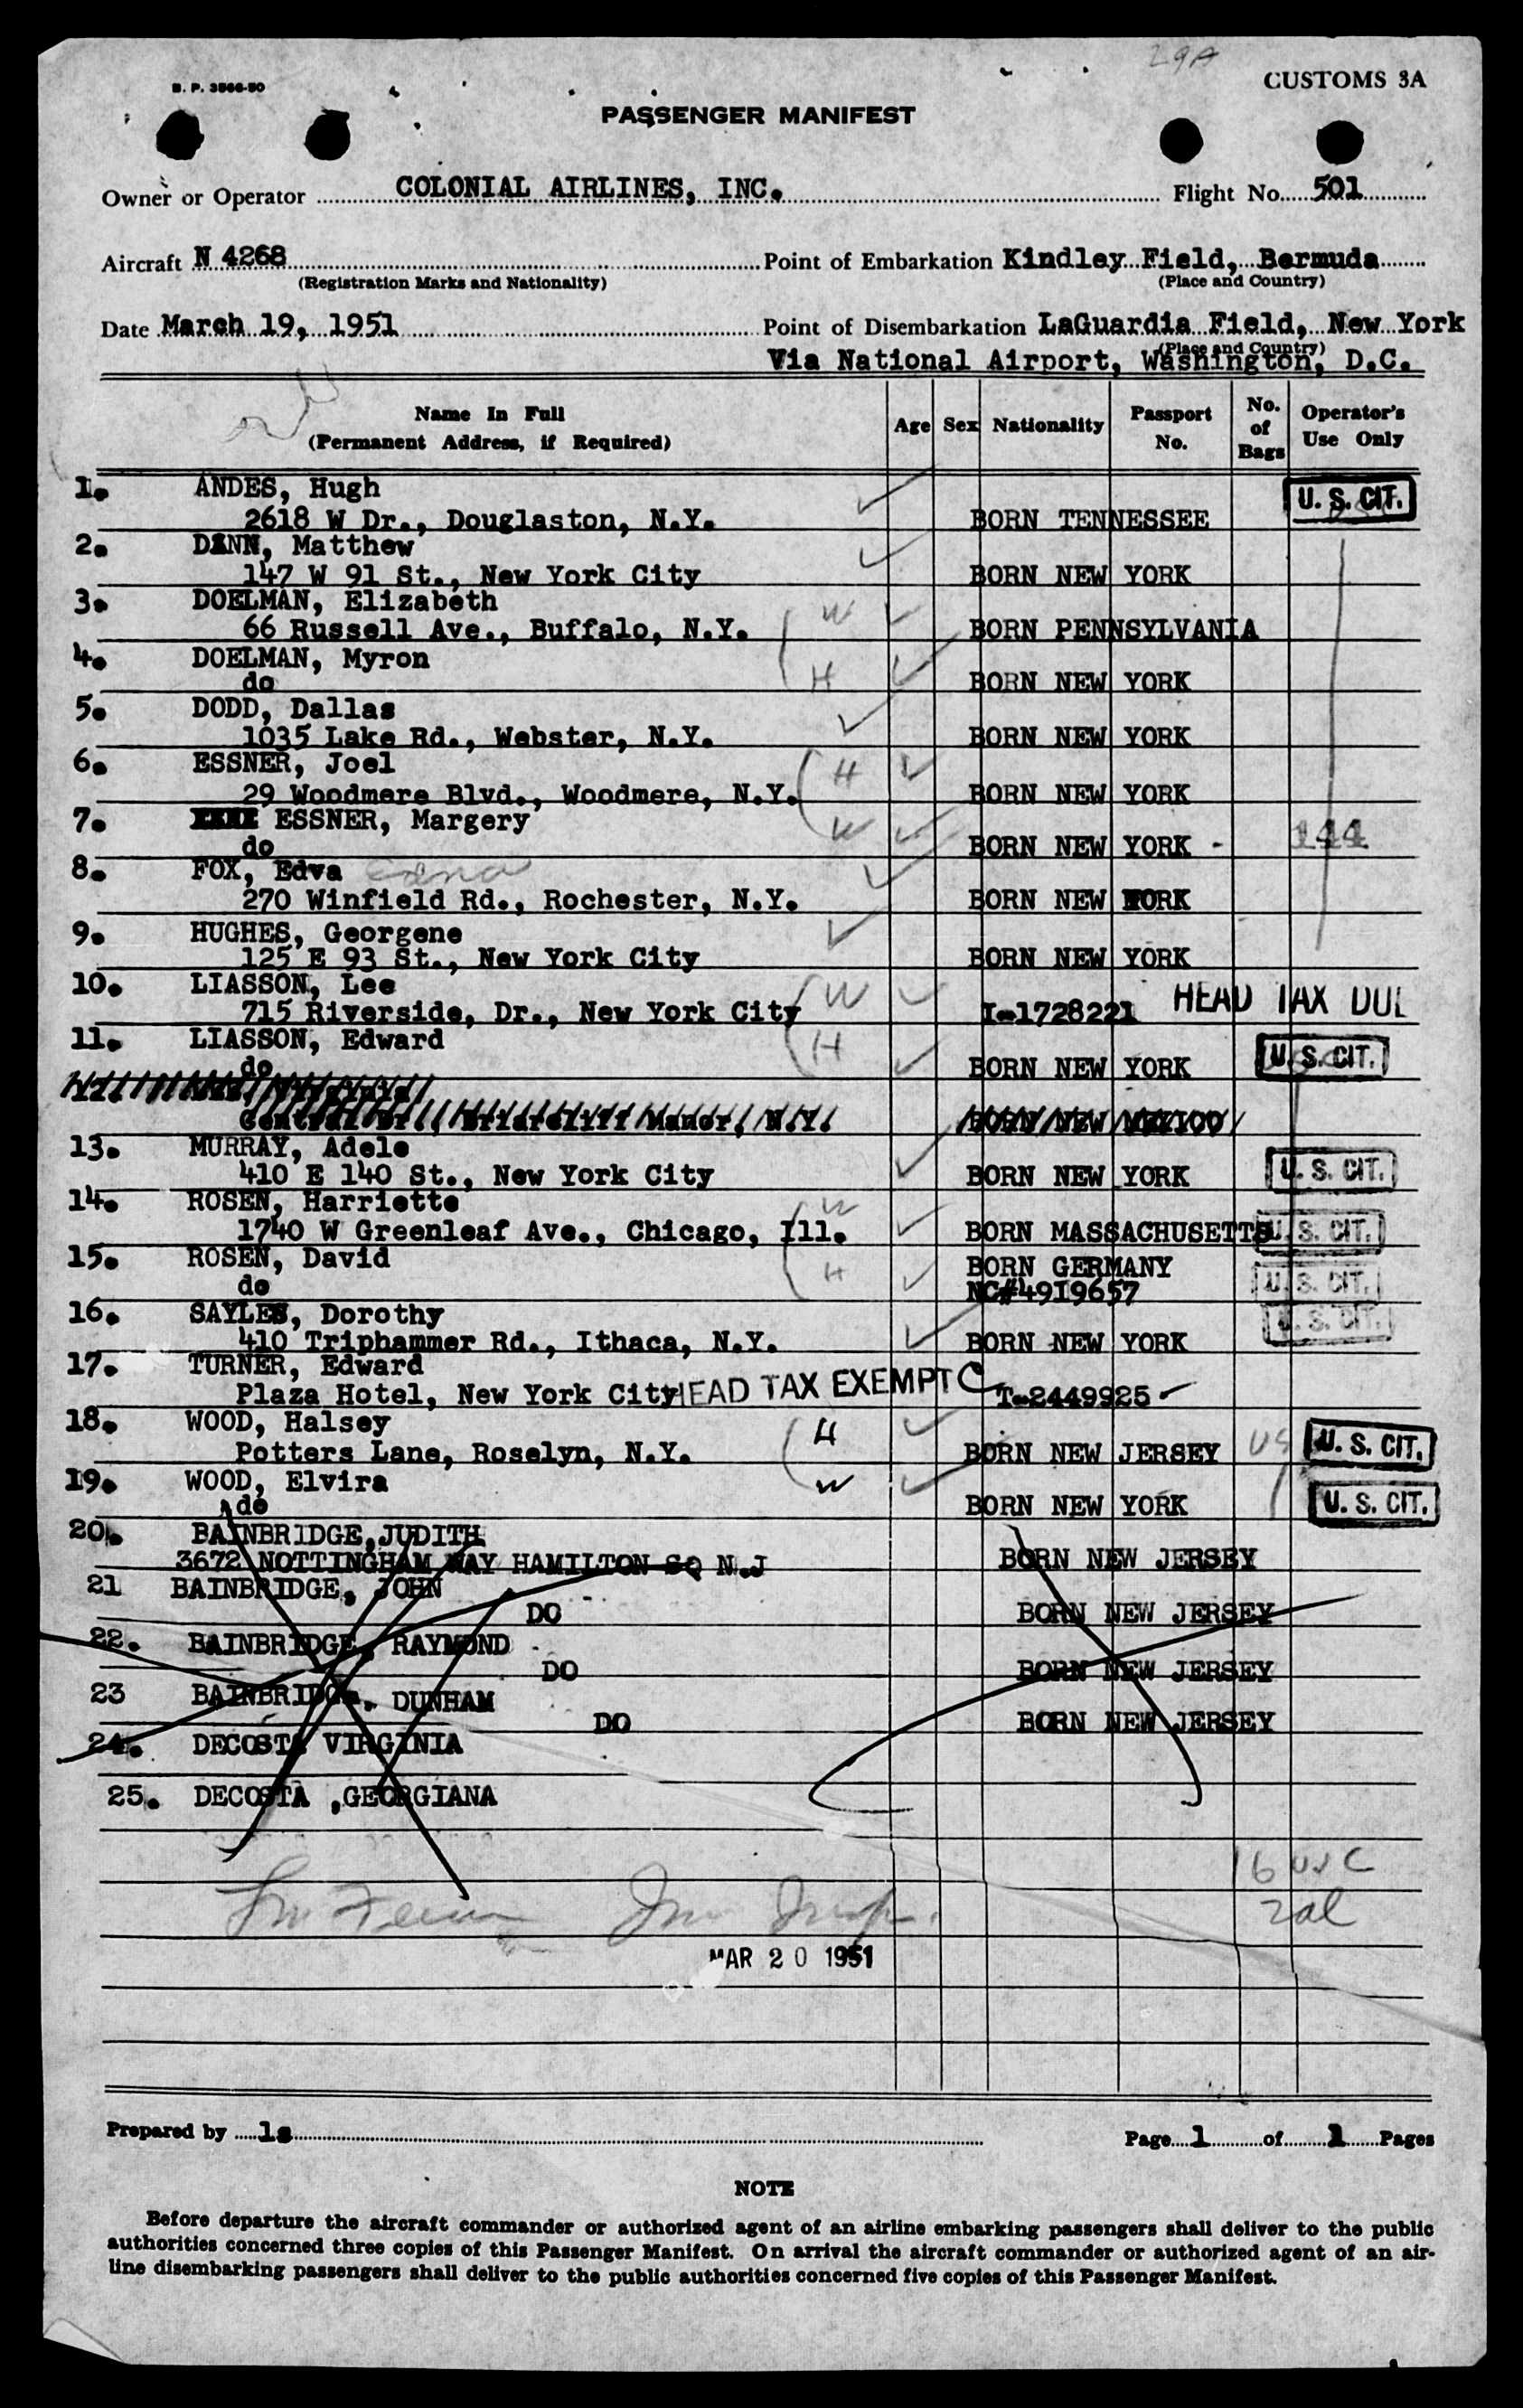 29A
B. P. 3566-50
CUSTOMS 3A
PASSENGER MANIFEST
Owner or Operator COLONIAL AIRLINES, INC. Flight No. 501
Aircraft N 4268 Point of Embarkation Kindley Field, Bermuda
(Registration Marks and Nationality) (Place and Country)
Date March 19, 1951 Point of Disembarkation LaGuardia Field, New York
(Place and Country)
Via National Airport, Washington, D.C.
Name In Full
(Permanent Address, if Required)
Age Sex Nationality Passport No. No. of Bags Operator's Use Only
1. ANDES, Hugh U. S. CIT.
2618 W Dr., Douglaston, N.Y. BORN TENNESSEE
2. DANN, Matthew
147 W 91 St., New York City BORN NEW YORK
3. DOELMAN, Elizabeth W
66 Russell Ave., Buffalo, N.Y. BORN PENNSYLVANIA
4. DOELMAN, Myron H
do BORN NEW YORK
5. DODD, Dallas
1035 Lake Rd., Webster, N.Y. BORN NEW YORK
6. ESSNER, Joel H
29 Woodmere Blvd., Woodmere, N.Y. BORN NEW YORK
7. ESSNER, Margery W
do BORN NEW YORK - 144
8. FOX, Edva Edna
270 Winfield Rd., Rochester, N.Y. BORN NEW YORK
9. HUGHES, Georgene
125 E 93 St., New York City BORN NEW YORK
10. LIASSON, Lee W
715 Riverside, Dr., New York City I-1728221 HEAD TAX DUE
11. LIASSON, Edward H U. S. CIT.
do BORN NEW YORK
Central Dr., Briarcliff Manor, N.Y. BORN NEW MEXICO
13. MURRAY, Adele
410 E 140 St., New York City BORN NEW YORK U. S. CIT.
14. ROSEN, Harriette W
1740 W Greenleaf Ave., Chicago, Ill. BORN MASSACHUSETTS U. S. CIT.
15. ROSEN, David H BORN GERMANY
do NC#4919657 U. S. CIT.
16. SAYLES, Dorothy U. S. CIT.
410 Triphammer Rd., Ithaca, N.Y. BORN NEW YORK
17. TURNER, Edward
Plaza Hotel, New York City HEAD TAX EXEMPT C T-2449925
18. WOOD, Halsey H
Potters Lane, Roselyn, N.Y. BORN NEW JERSEY US U. S. CIT.
19. WOOD, Elvira W
do BORN NEW YORK U. S. CIT.
20. BAINBRIDGE, JUDITH
3672 NOTTINGHAM WAY HAMILTON SQ N.J BORN NEW JERSEY
21 BAINBRIDGE, JOHN
DO BORN NEW JERSEY
22. BAINBRIDGE, RAYMOND
DO BORN NEW JERSEY
23 BAINBRIDGE, DUNHAM
DO BORN NEW JERSEY
24. DECOSTA VIRGINIA
25. DECOSTA ,GEORGIANA
16 USC
2al
MAR 20 1951
Prepared by ls Page 1 of 1 Pages
NOTE
Before departure the aircraft commander or authorized agent of an airline embarking passengers shall deliver to the public
authorities concerned three copies of this Passenger Manifest. On arrival the aircraft commander or authorized agent of an air-
line disembarking passengers shall deliver to the public authorities concerned five copies of this Passenger Manifest.